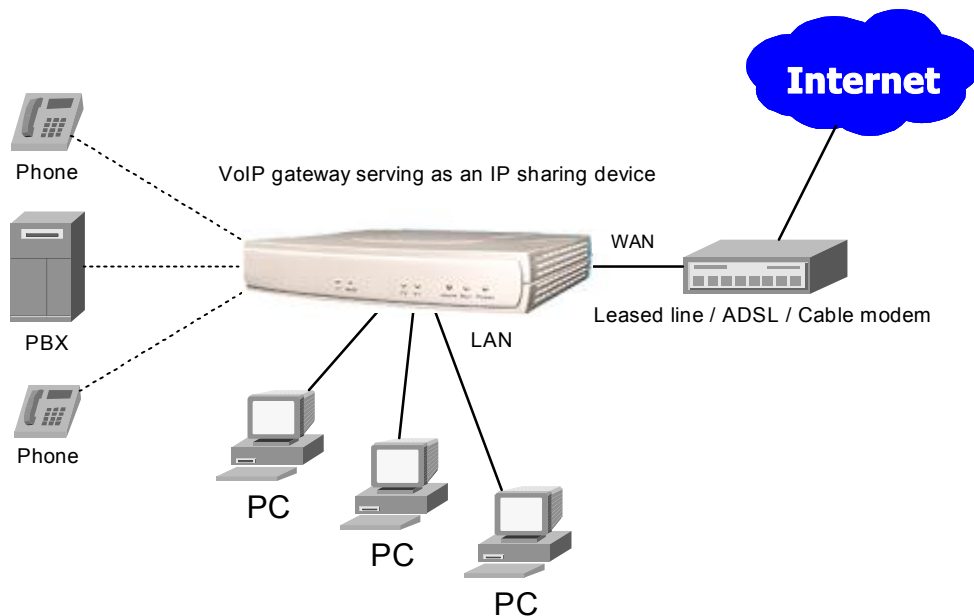 Internet
Phone
VoIP gateway serving as an IP sharing device
WAN
PBX
LAN
Leased line / ADSL / Cable modem
Phone
PC
PC
PC